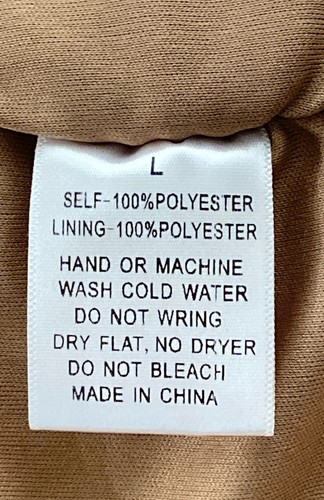 L
SELF-100%POLYESTER
LINING-100%POLYESTER
HAND OR MACHINE
WASH COLD WATER
DO NOT WRING
DRY FLAT, NO DRYER
DO NOT BLEACH
MADE IN CHINA